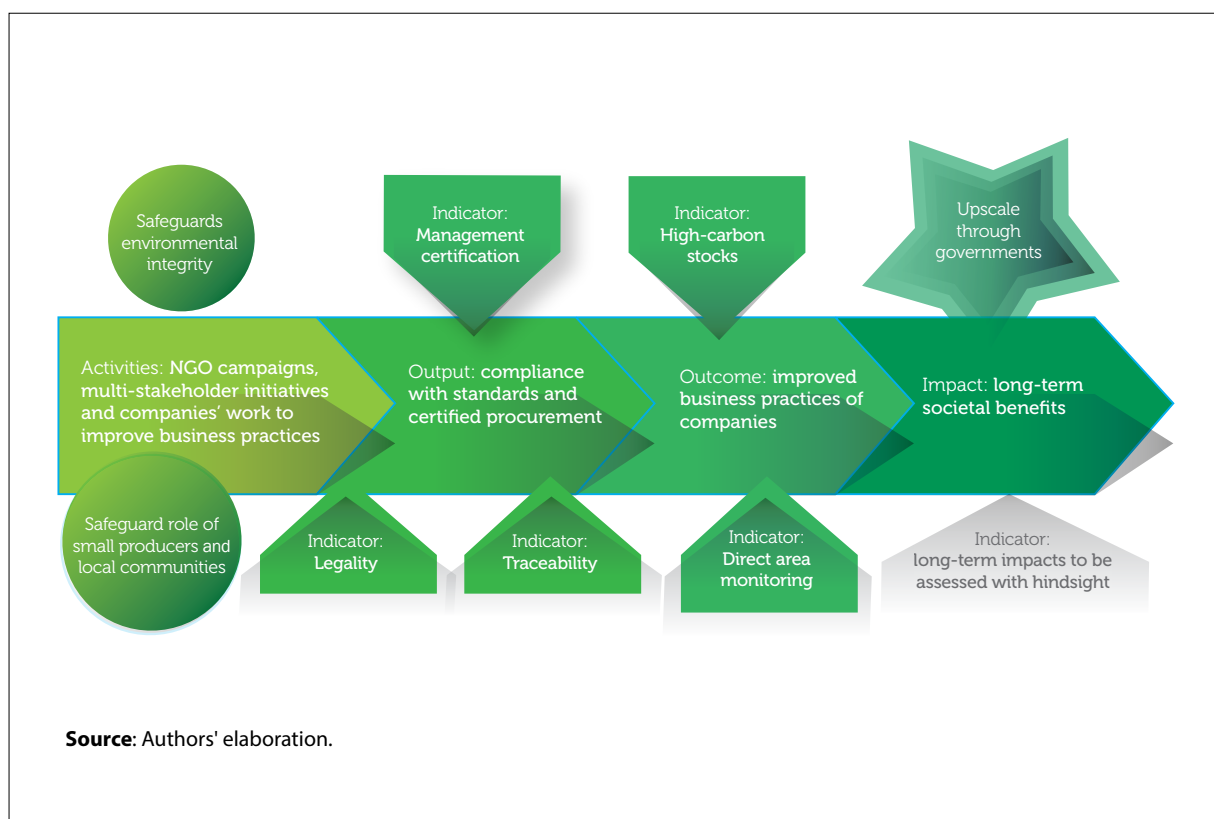 Safeguards
environmental
integrity
Indicator:
Management
certification
Indicator:
High-carbon
stocks
Upscale
through
governments
Activities: NGO campaigns,
multi-stakeholder initiatives
and companies’ work to
improve business practices
Output: compliance
with standards and
certified procurement
Outcome: improved
business practices of
companies
Impact: long-term
societal benefits
Safeguard role of
small producers and
local communities
Indicator:
Legality
Indicator:
Traceability
Indicator:
Direct area
monitoring
Indicator:
long-term impacts to be
assessed with hindsight
Source: Authors' elaboration.